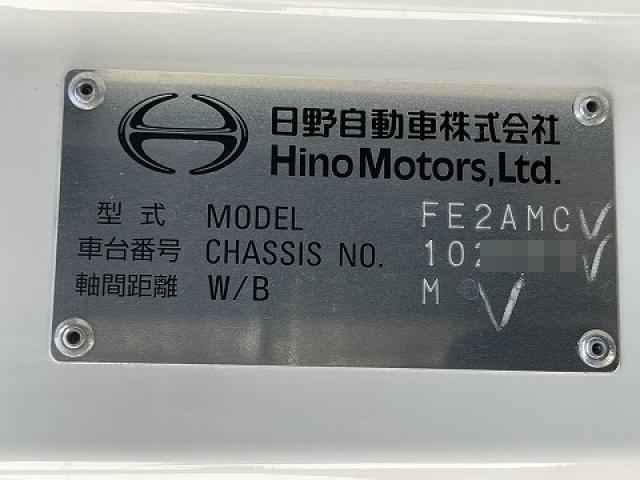 日野自動車株式会社
Hino Motors, Ltd.
型式 MODEL FE2AMC
車台番号 CHASSIS NO. 102
軸間距離 W/B M